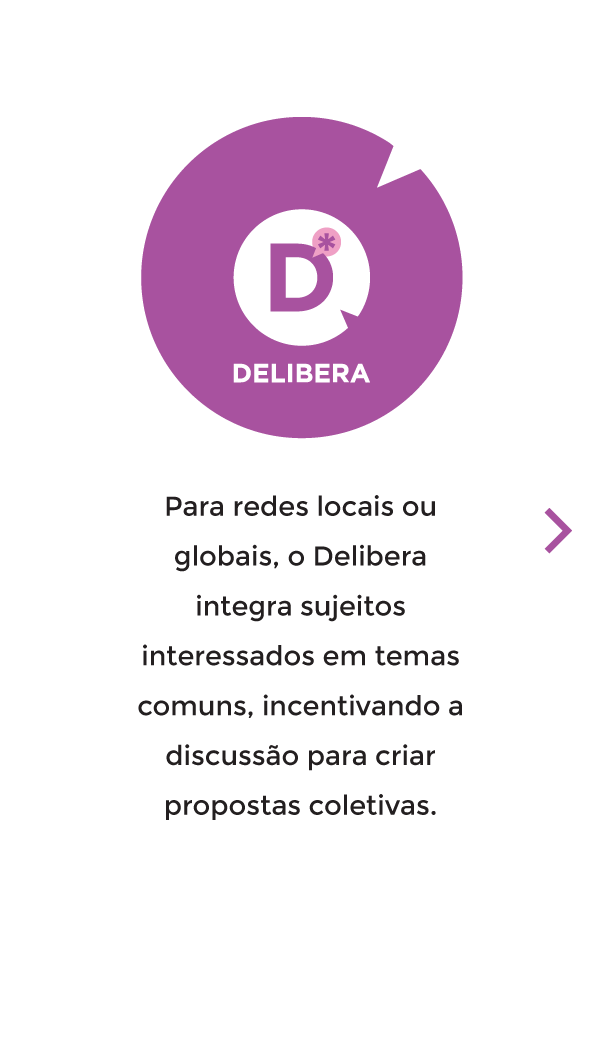 D*
DELIBERA
Para redes locais ou
globais, o Delibera
integra sujeitos
interessados em temas
comuns, incentivando a
discussão para criar
propostas coletivas.